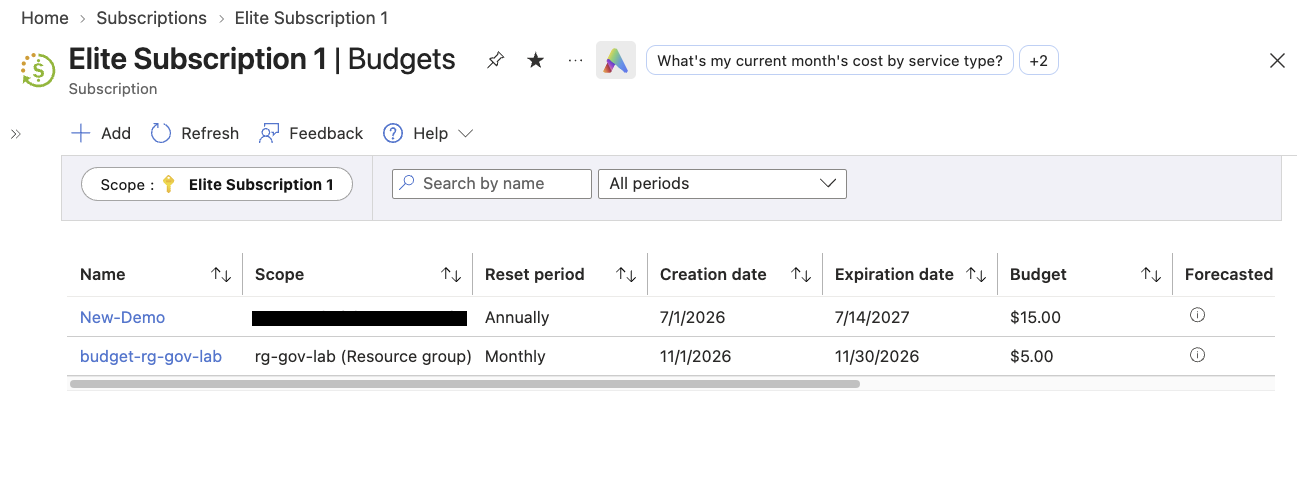 Home > Subscriptions > Elite Subscription 1
Elite Subscription 1 | Budgets
What's my current month's cost by service type?
+2
Subscription
Add Refresh Feedback Help
Scope : Elite Subscription 1
Search by name
All periods
Name Scope Reset period Creation date Expiration date Budget Forecasted
New-Demo Annually 7/1/2026 7/14/2027 $15.00
budget-rg-gov-lab rg-gov-lab (Resource group) Monthly 11/1/2026 11/30/2026 $5.00